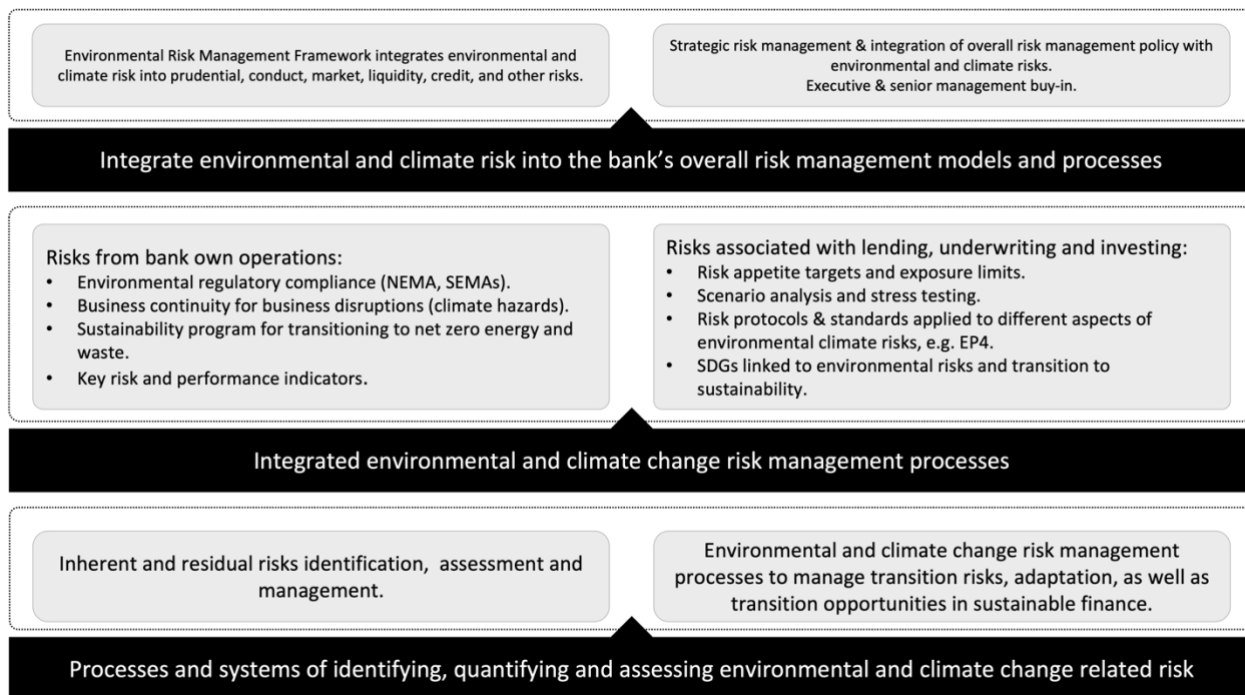 Environmental Risk Management Framework integrates environmental and
climate risk into prudential, conduct, market, liquidity, credit, and other risks.
Strategic risk management & integration of overall risk management policy with
environmental and climate risks.
Executive & senior management buy-in.
Integrate environmental and climate risk into the bank's overall risk management models and processes
Risks from bank own operations:
• Environmental regulatory compliance (NEMA, SEMAs).
• Business continuity for business disruptions (climate hazards).
• Sustainability program for transitioning to net zero energy and
waste.
• Key risk and performance indicators.
Risks associated with lending, underwriting and investing:
• Risk appetite targets and exposure limits.
• Scenario analysis and stress testing.
• Risk protocols & standards applied to different aspects of
environmental climate risks, e.g. EP4.
• SDGs linked to environmental risks and transition to
sustainability.
Integrated environmental and climate change risk management processes
Inherent and residual risks identification, assessment and
management.
Environmental and climate change risk management
processes to manage transition risks, adaptation, as well as
transition opportunities in sustainable finance.
Processes and systems of identifying, quantifying and assessing environmental and climate change related risk